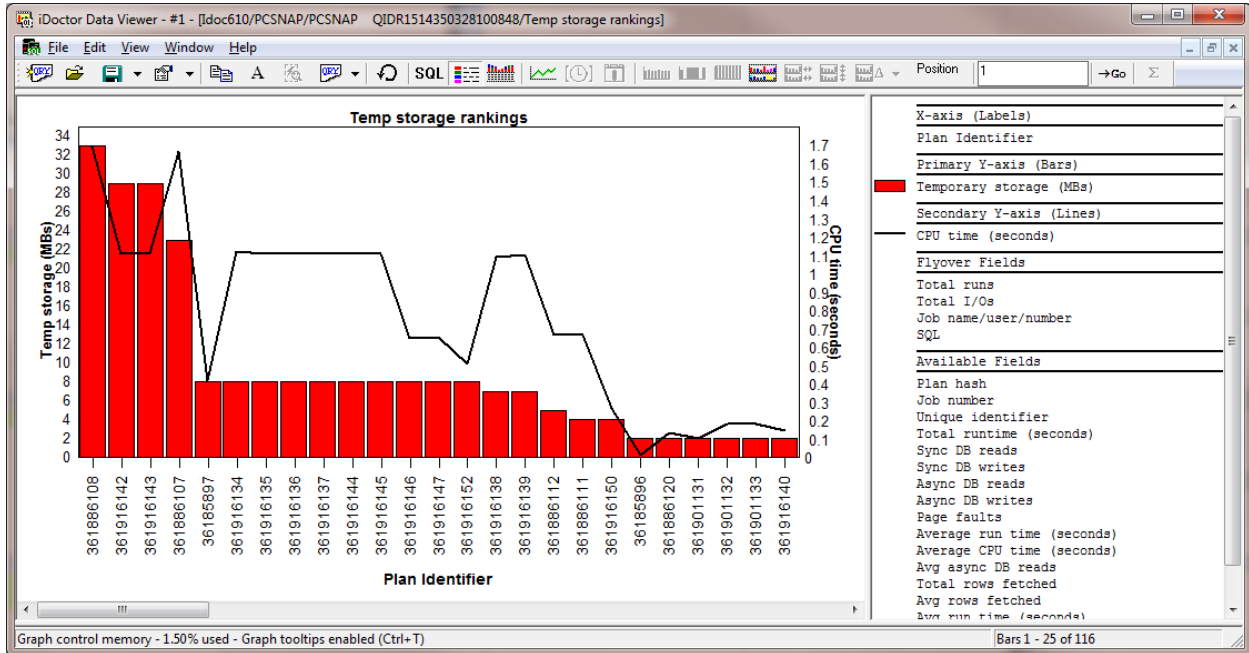 iDoctor Data Viewer - #1 - [Idoc610/PCSNAP/PCSNAP QIDR1514350328100848/Temp storage rankings]
File Edit View Window Help
QRY A QRY SQL Position 1 Go Σ
Temp storage rankings
Temp storage (MBs)
34
32
30
28
26
24
22
20
18
16
14
12
10
8
6
4
2
0
CPU time (seconds)
1.7
1.6
1.5
1.4
1.3
1.2
1.1
1
0.9
0.8
0.7
0.6
0.5
0.4
0.3
0.2
0.1
0
361886108
361916142
361916143
361886107
36185897
361916134
361916135
361916136
361916137
361916144
361916145
361916146
361916147
361916152
361916138
361916139
361886112
361886111
361916150
36185896
361886120
361901131
361901132
361901133
361916140
Plan Identifier
X-axis (Labels)
Plan Identifier
Primary Y-axis (Bars)
Temporary storage (MBs)
Secondary Y-axis (Lines)
CPU time (seconds)
Flyover Fields
Total runs
Total I/Os
Job name/user/number
SQL
Available Fields
Plan hash
Job number
Unique identifier
Total runtime (seconds)
Sync DB reads
Sync DB writes
Async DB reads
Async DB writes
Page faults
Average run time (seconds)
Average CPU time (seconds)
Avg async DB reads
Total rows fetched
Avg rows fetched
Avg run time (seconds)
Graph control memory - 1.50% used - Graph tooltips enabled (Ctrl+T)
Bars 1 - 25 of 116